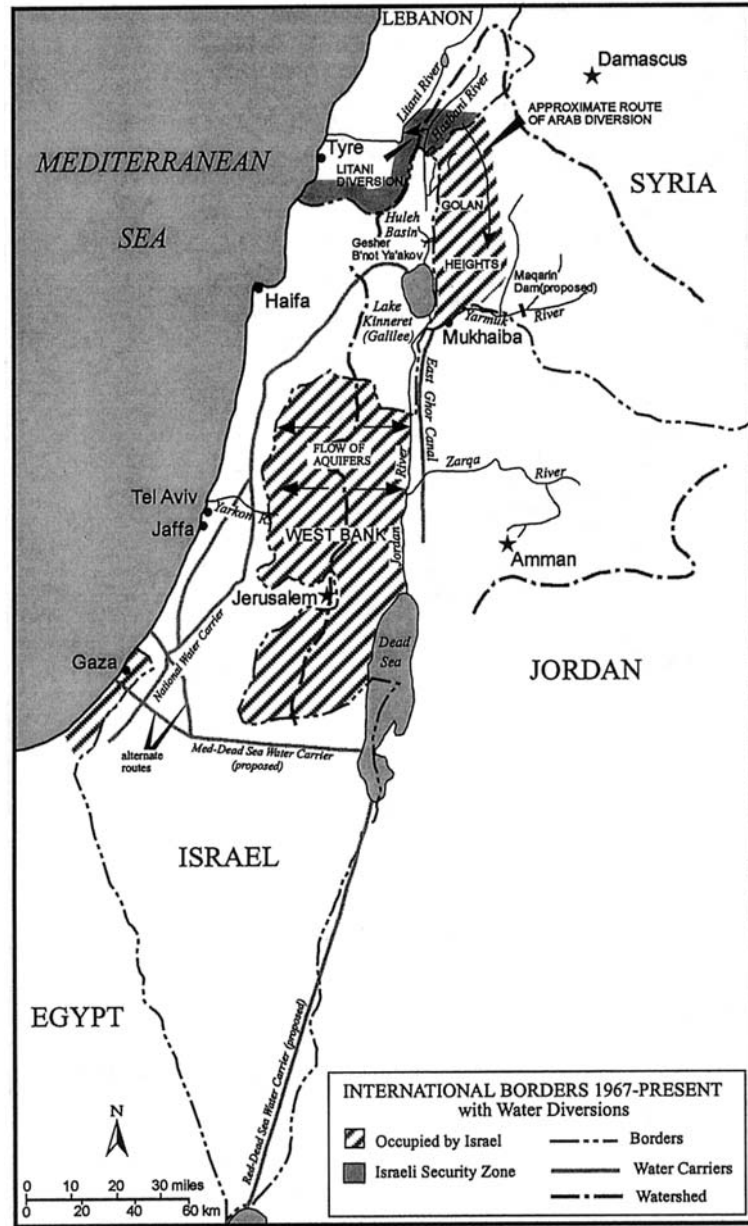 LEBANON
Damascus
Litani River
Hasbani River
APPROXIMATE ROUTE
OF ARAB DIVERSION
MEDITERRANEAN
SEA
Tyre
LITANI
DIVERSION
SYRIA
GOLAN
HEIGHTS
Huleh
Basin
Gesher
B'not Ya'akov
Maqarin
Dam(proposed)
Haifa
Lake
Kinneret
(Galilee)
Yarmuk
River
Mukhaiba
East Ghor Canal
FLOW OF
AQUIFERS
River
Zarqa
River
Tel Aviv
Jaffa
Yarkon R.
WEST BANK
Jordan
Amman
Jerusalem
Dead
Sea
Gaza
National Water Carrier
JORDAN
alternate
routes
Med-Dead Sea Water Carrier
(proposed)
ISRAEL
EGYPT
Red-Dead Sea Water Carrier (proposed)
N
0 10 20 30 miles
0 20 40 60 km
INTERNATIONAL BORDERS 1967-PRESENT
with Water Diversions
Occupied by Israel
Borders
Israeli Security Zone
Water Carriers
Watershed